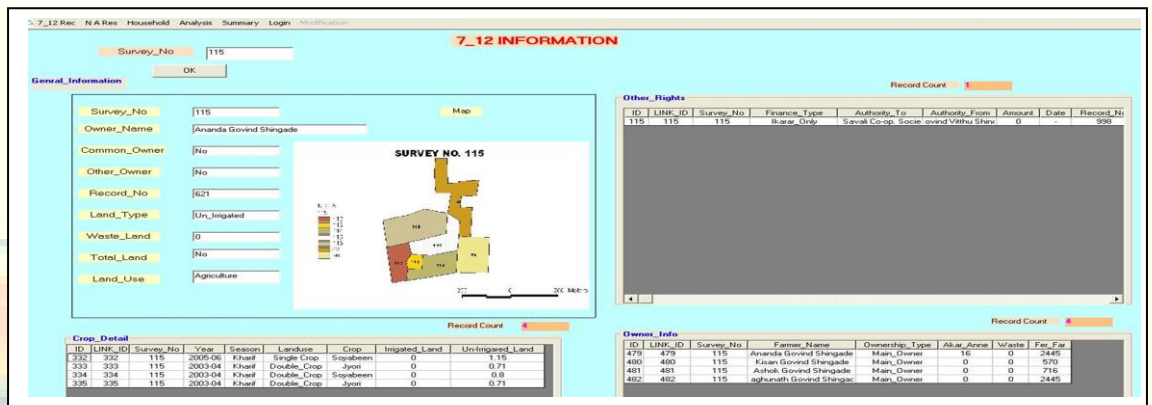 7_12 Rec N A Res Household Analysis Summary Login Modification
7_12 INFORMATION
Survey_No 115
OK
Genral_Information
Survey_No 115
Map
Owner_Name Ananda Govind Shingade
Common_Owner No
Other_Owner No
Record_No 621
Land_Type Un_Irrigated
Waste_Land 0
Total_Land No
Land_Use Agriculture
SURVEY NO. 115
200 0 200
Record Count 1
Other_Rights
ID LINK_ID Survey_No Finance_Type Authority_To Authority_From Amount Date Record_N
115 115 115 Ikarar_Only Savali Co-op. Socie ovind Vitthu Shind 0 - 998
Record Count 4
Crop_Detail
ID LINK_ID Survey_No Year Season Landuse Crop Irrigated_Land Un-Irrigared_Land
332 332 115 2005-06 Kharif Single Crop Soyabeen 0 1.15
333 333 115 2003-04 Kharif Double_Crop Jyori 0 0.71
334 334 115 2003-04 Kharif Double_Crop Soyabeen 0 0.8
335 335 115 2003-04 Kharif Double_Crop Jyori 0 0.71
Record Count 4
Owner_Info
ID LINK_ID Survey_No Farmer_Name Ownership_Type Akar_Anne Waste Fer_Far
479 479 115 Ananda Govind Shingade Main_Owner 16 0 2445
480 480 115 Kisan Govind Shingade Main_Owner 0 0 570
481 481 115 Ashok Govind Shingade Main_Owner 0 0 716
482 482 115 aghunath Govind Shingac Main_Owner 0 0 2445